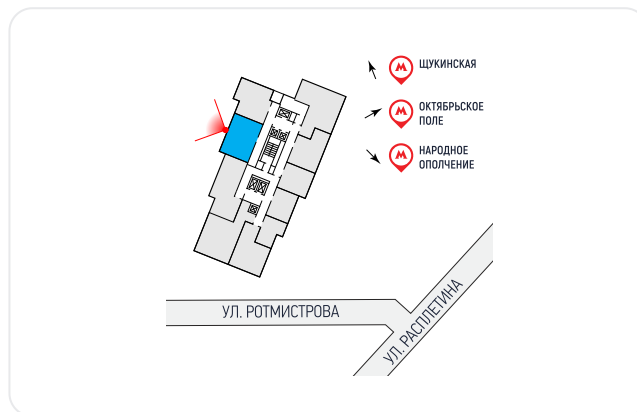 М ЩУКИНСКАЯ
М ОКТЯБРЬСКОЕ
ПОЛЕ
М НАРОДНОЕ
ОПОЛЧЕНИЕ
УЛ. РОТМИСТРОВА
УЛ. РАСПЛЕТИНА